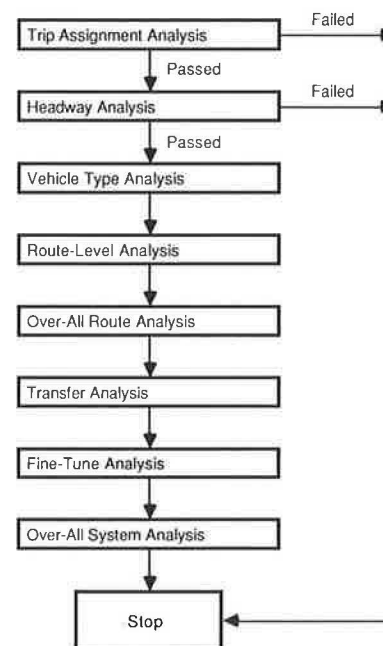 Trip Assignment Analysis
Failed
Passed
Headway Analysis
Failed
Passed
Vehicle Type Analysis
Route-Level Analysis
Over-All Route Analysis
Transfer Analysis
Fine-Tune Analysis
Over-All System Analysis
Stop